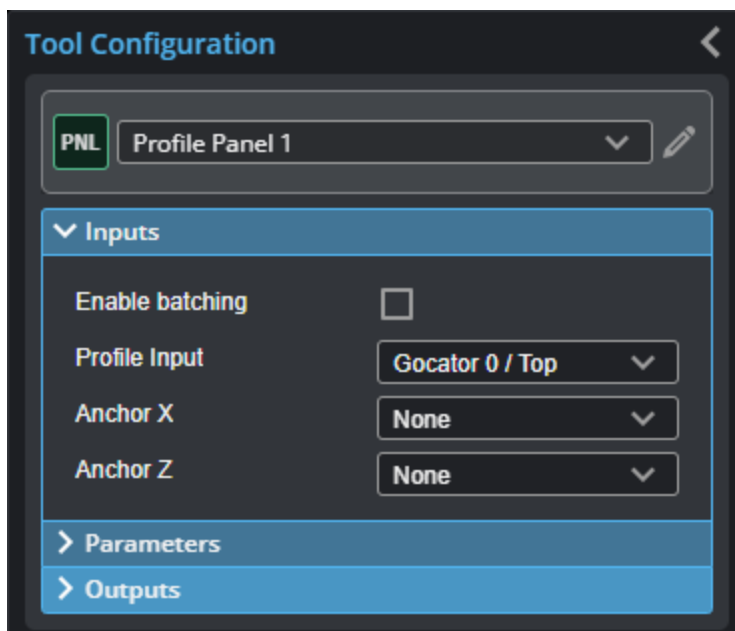 Tool Configuration
PNL Profile Panel 1
Inputs
Enable batching
Profile Input Gocator 0 / Top
Anchor X None
Anchor Z None
Parameters
Outputs